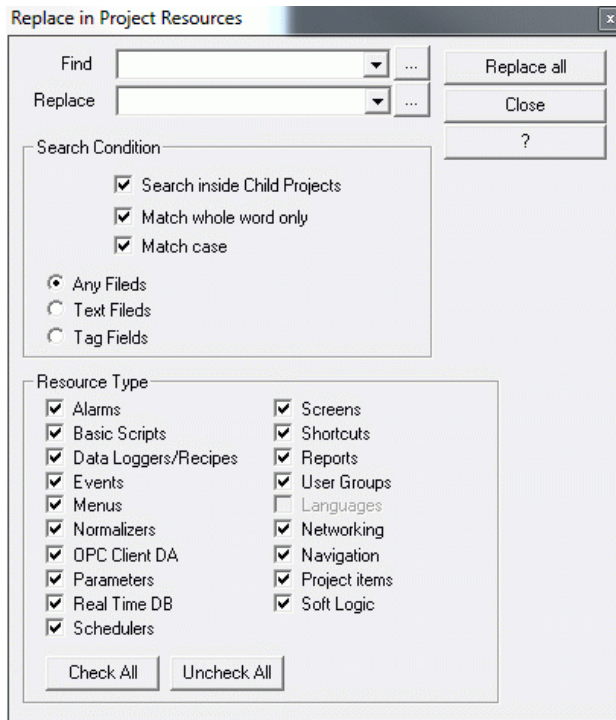 Replace in Project Resources
x
Find
...
Replace all
Replace
...
Close
?
Search Condition
Search inside Child Projects
Match whole word only
Match case
Any Fileds
Text Fileds
Tag Fields
Resource Type
Alarms
Screens
Basic Scripts
Shortcuts
Data Loggers/Recipes
Reports
Events
User Groups
Menus
Languages
Normalizers
Networking
OPC Client DA
Navigation
Parameters
Project items
Real Time DB
Soft Logic
Schedulers
Check All
Uncheck All